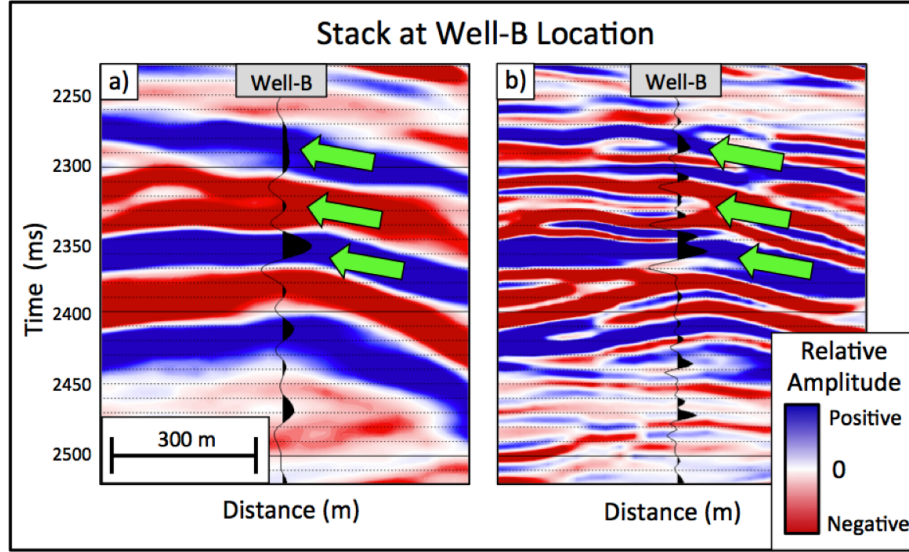 Stack at Well-B Location
a)
Well-B
b)
Well-B
Time (ms)
2250
2300
2350
2400
2450
2500
300 m
Distance (m)
Distance (m)
Relative
Amplitude
Positive
0
Negative